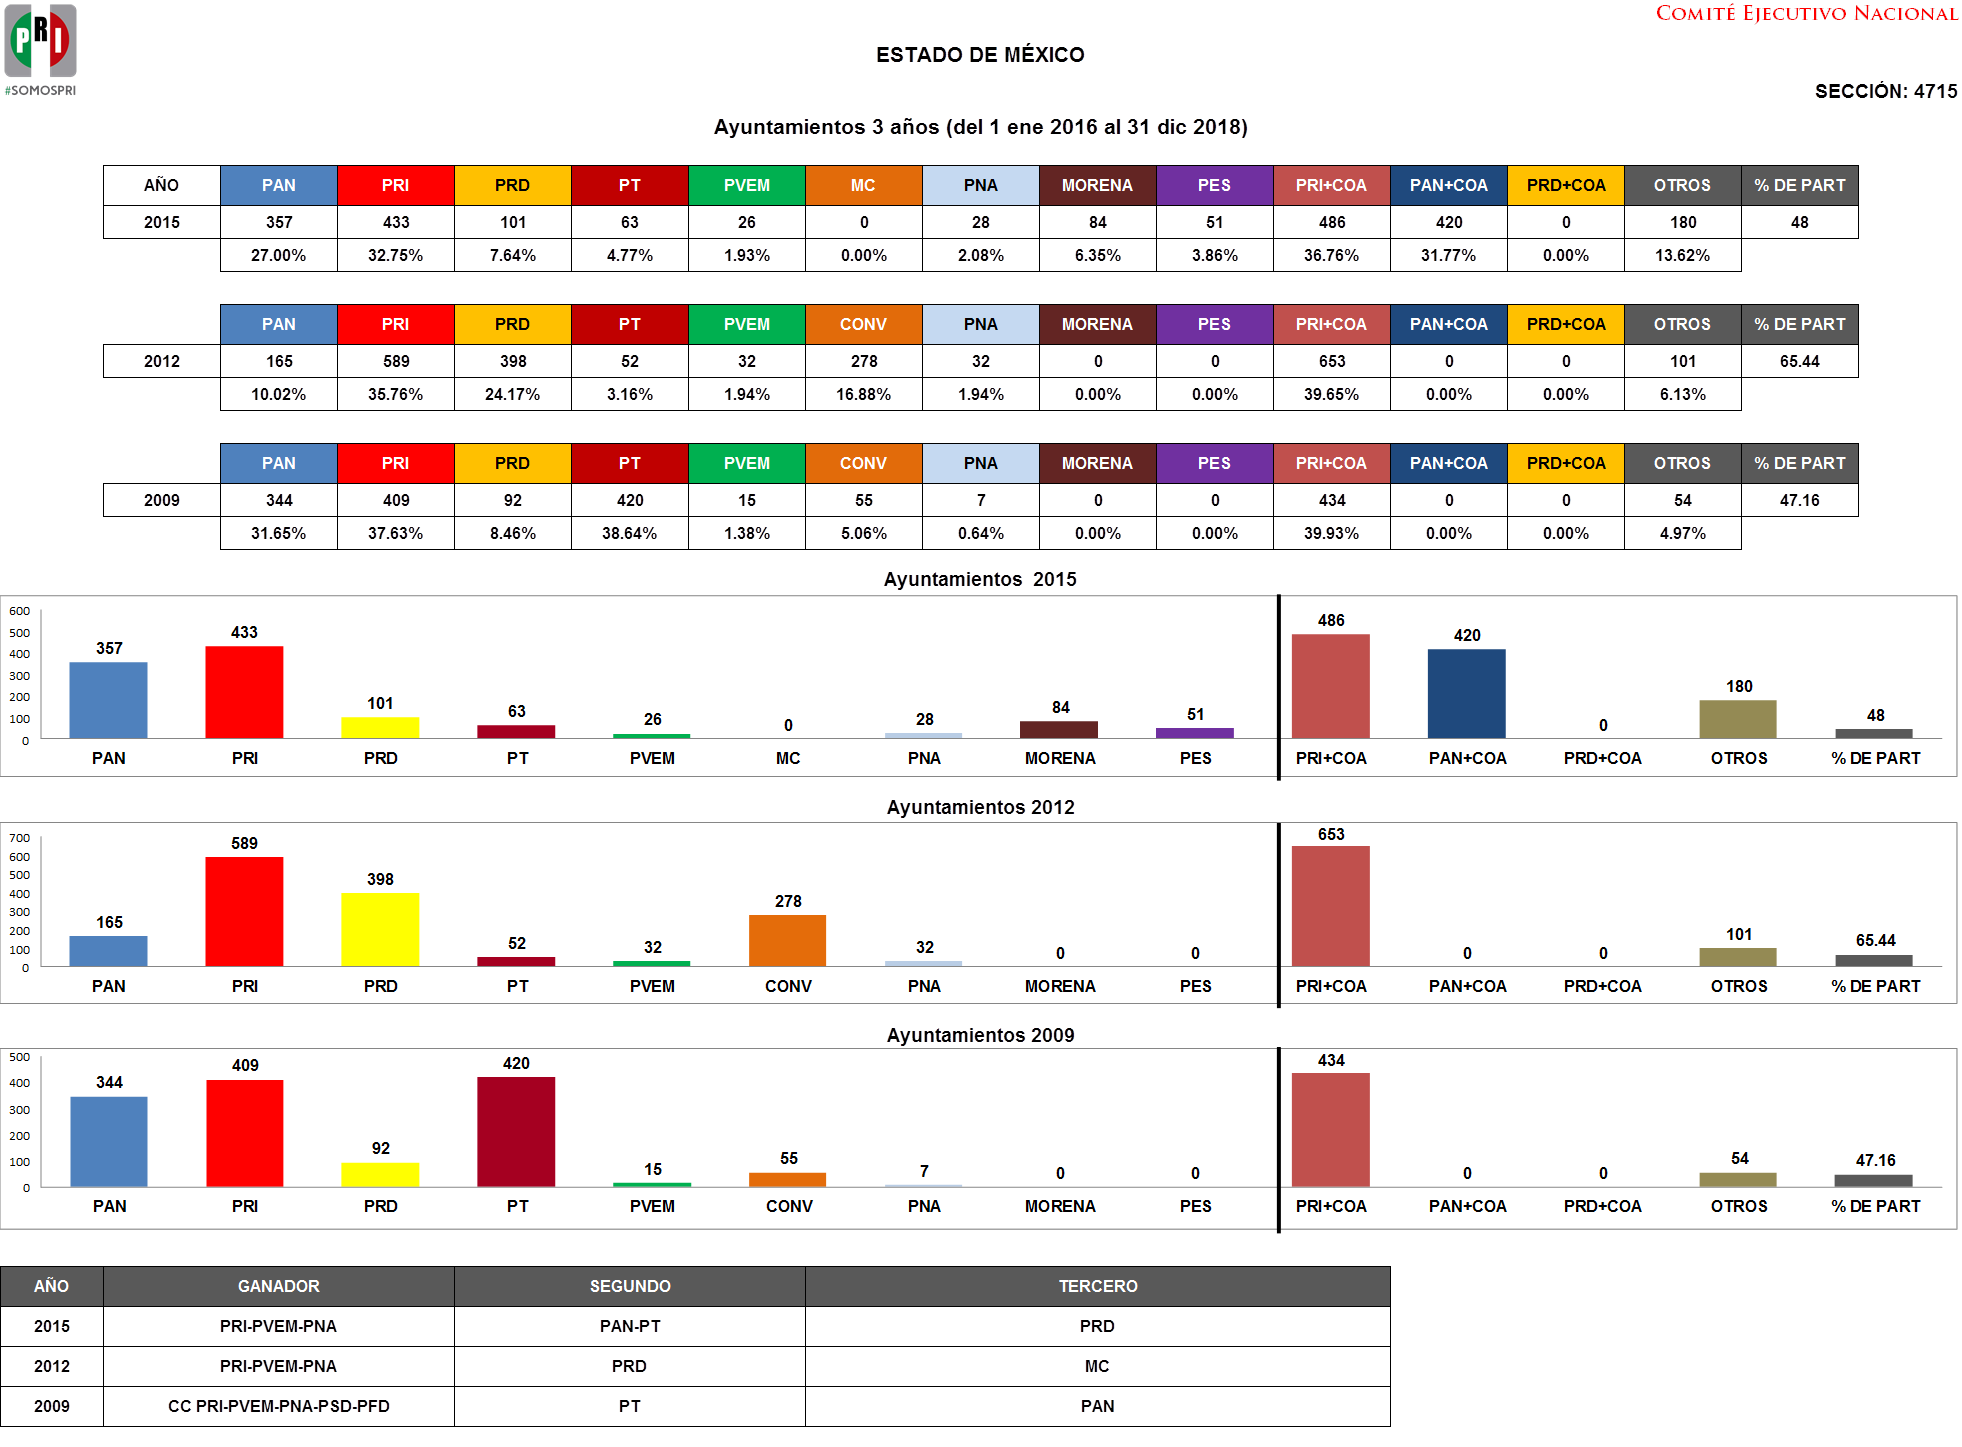 PRI
#SOMOSPRI
COMITÉ EJECUTIVO NACIONAL
ESTADO DE MÉXICO
SECCIÓN: 4715
Ayuntamientos 3 años (del 1 ene 2016 al 31 dic 2018)
AÑO PAN PRI PRD PT PVEM MC PNA MORENA PES PRI+COA PAN+COA PRD+COA OTROS % DE PART
2015 357 433 101 63 26 0 28 84 51 486 420 0 180 48
27.00% 32.75% 7.64% 4.77% 1.93% 0.00% 2.08% 6.35% 3.86% 36.76% 31.77% 0.00% 13.62%
PAN PRI PRD PT PVEM CONV PNA MORENA PES PRI+COA PAN+COA PRD+COA OTROS % DE PART
2012 165 589 398 52 32 278 32 0 0 653 0 0 101 65.44
10.02% 35.76% 24.17% 3.16% 1.94% 16.88% 1.94% 0.00% 0.00% 39.65% 0.00% 0.00% 6.13%
PAN PRI PRD PT PVEM CONV PNA MORENA PES PRI+COA PAN+COA PRD+COA OTROS % DE PART
2009 344 409 92 420 15 55 7 0 0 434 0 0 54 47.16
31.65% 37.63% 8.46% 38.64% 1.38% 5.06% 0.64% 0.00% 0.00% 39.93% 0.00% 0.00% 4.97%
Ayuntamientos 2015
600
500
400
300
200
100
0
357 433 101 63 26 0 28 84 51 486 420 0 180 48
PAN PRI PRD PT PVEM MC PNA MORENA PES PRI+COA PAN+COA PRD+COA OTROS % DE PART
Ayuntamientos 2012
700
600
500
400
300
200
100
0
165 589 398 52 32 278 32 0 0 653 0 0 101 65.44
PAN PRI PRD PT PVEM CONV PNA MORENA PES PRI+COA PAN+COA PRD+COA OTROS % DE PART
Ayuntamientos 2009
500
400
300
200
100
0
344 409 92 420 15 55 7 0 0 434 0 0 54 47.16
PAN PRI PRD PT PVEM CONV PNA MORENA PES PRI+COA PAN+COA PRD+COA OTROS % DE PART
AÑO GANADOR SEGUNDO TERCERO
2015 PRI-PVEM-PNA PAN-PT PRD
2012 PRI-PVEM-PNA PRD MC
2009 CC PRI-PVEM-PNA-PSD-PFD PT PAN